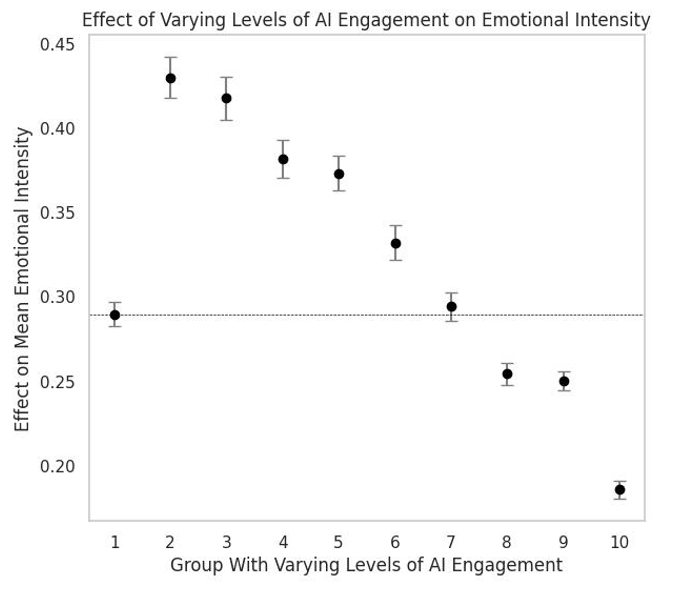 Effect of Varying Levels of AI Engagement on Emotional Intensity
Effect on Mean Emotional Intensity
0.45
0.40
0.35
0.30
0.25
0.20
1 2 3 4 5 6 7 8 9 10
Group With Varying Levels of AI Engagement